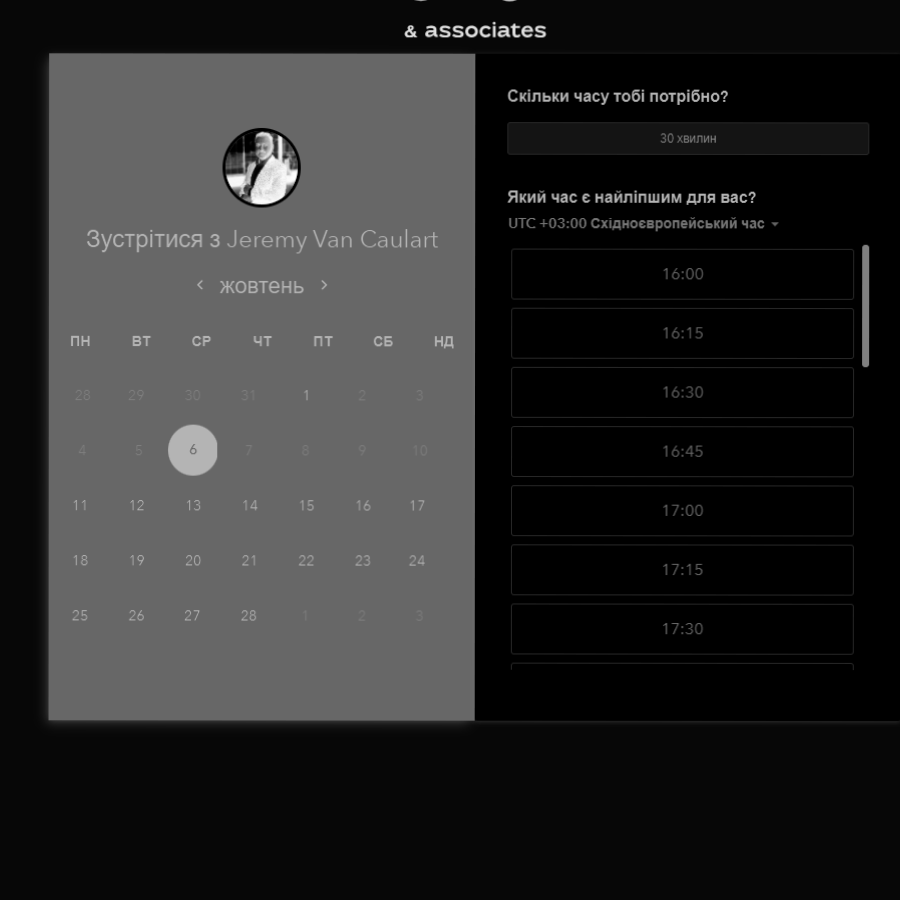 & associates
Зустрітися з Jeremy Van Caulart
жовтень
ПН ВТ СР ЧТ ПТ СБ НД
28 29 30 31 1 2 3
4 5 6 7 8 9 10
11 12 13 14 15 16 17
18 19 20 21 22 23 24
25 26 27 28 1 2 3
Скільки часу тобі потрібно?
30 хвилин
Який час є найліпшим для вас?
UTC +03:00 Східноєвропейський час
16:00
16:15
16:30
16:45
17:00
17:15
17:30